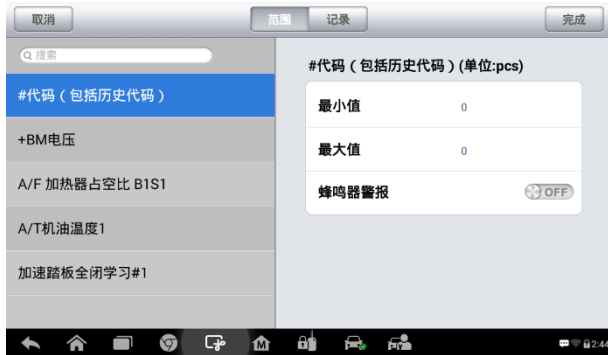 取消
范围
记录
完成
搜索
#代码（包括历史代码）
+BM电压
A/F 加热器占空比 B1S1
A/T机油温度1
加速踏板全闭学习#1
#代码（包括历史代码）(单位:pcs)
最小值 0
最大值 0
蜂鸣器警报 OFF
M
2:44